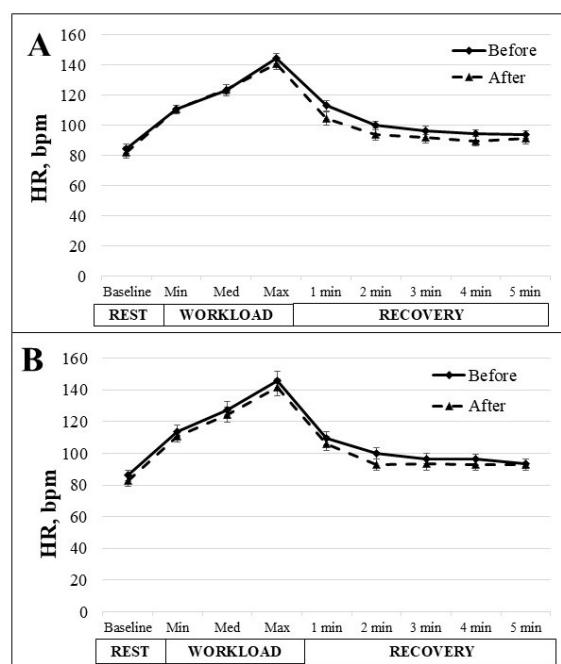 A
160
140
120
100
80
60
40
20
0
HR, bpm
Before
After
Baseline Min Med Max 1 min 2 min 3 min 4 min 5 min
REST WORKLOAD RECOVERY
B
160
140
120
100
80
60
40
20
0
HR, bpm
Before
After
Baseline Min Med Max 1 min 2 min 3 min 4 min 5 min
REST WORKLOAD RECOVERY